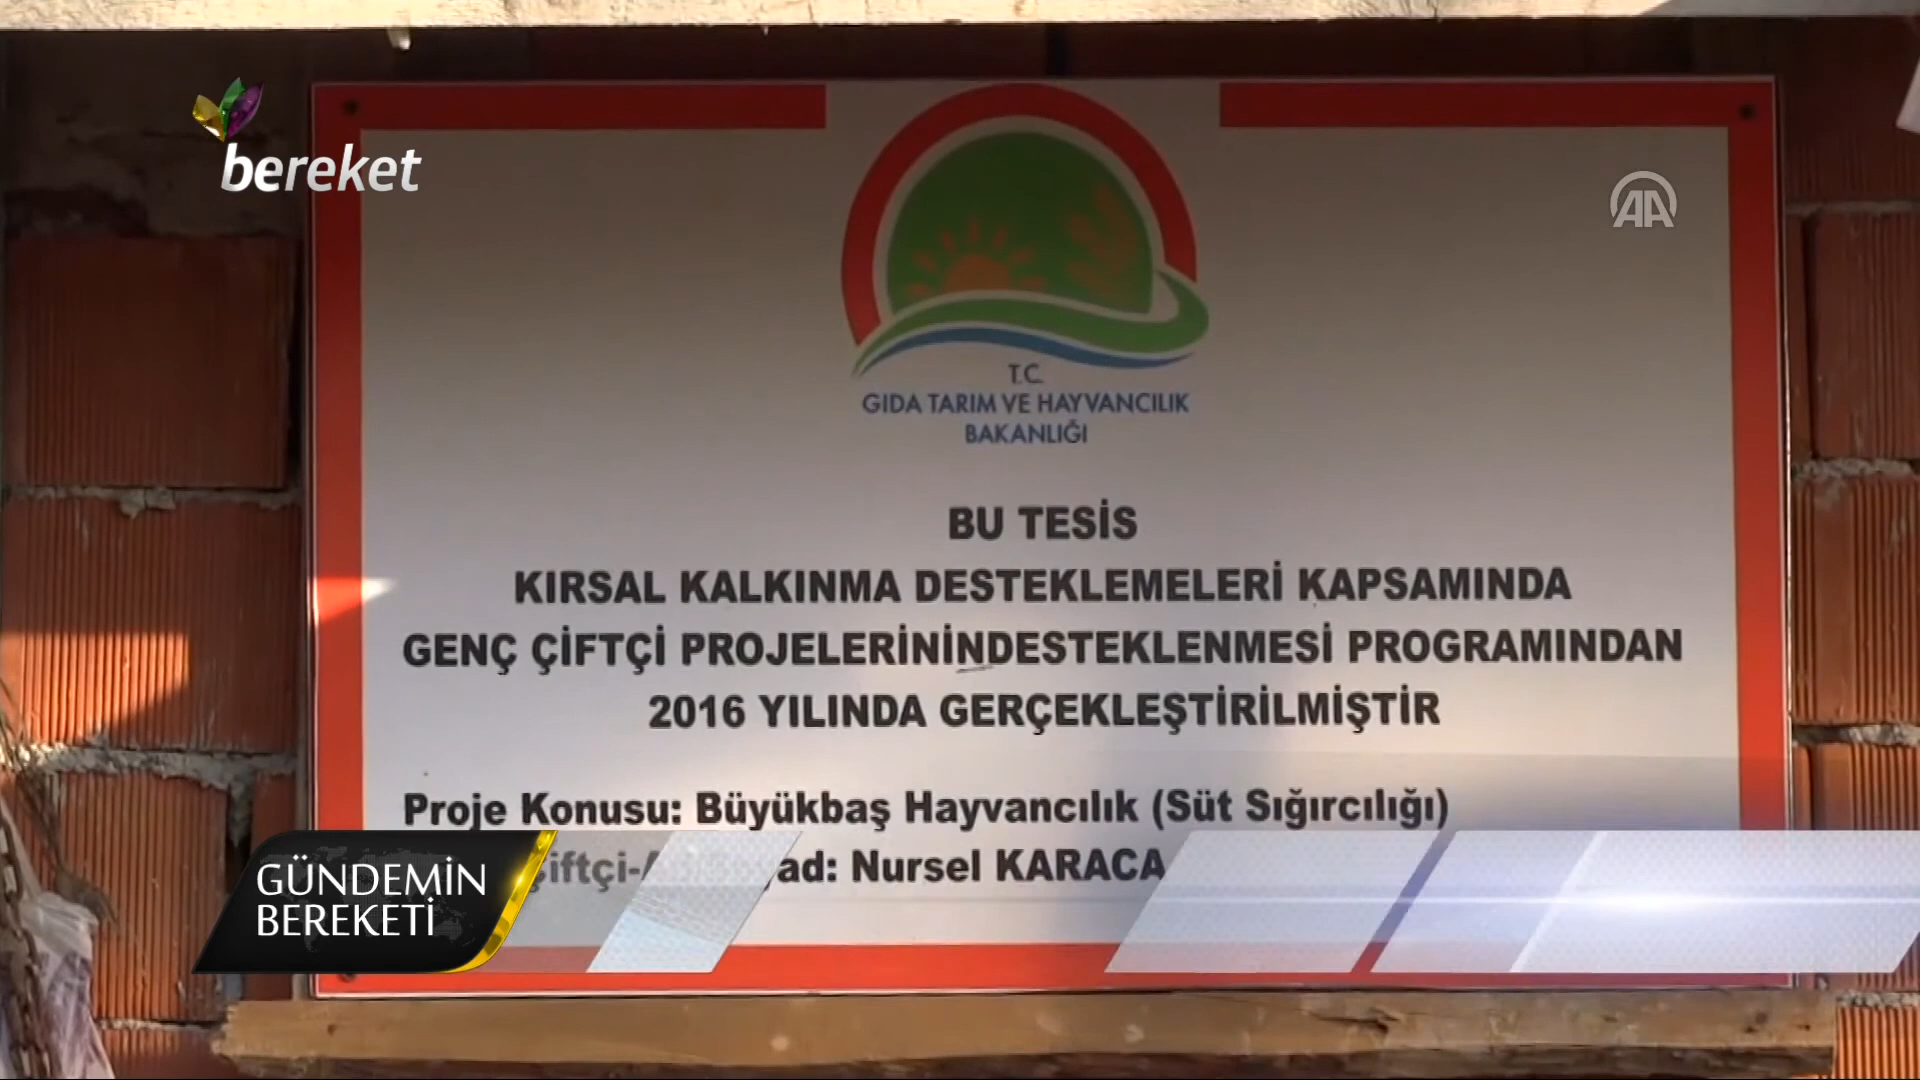 bereket
AA
T.C.
GIDA TARIM VE HAYVANCILIK
BAKANLIĞI
BU TESİS
KIRSAL KALKINMA DESTEKLEMELERİ KAPSAMINDA
GENÇ ÇİFTÇİ PROJELERİNİNDESTEKLENMESİ PROGRAMINDAN
2016 YILINDA GERÇEKLEŞTİRİLMİŞTİR
Proje Konusu: Büyükbaş Hayvancılık (Süt Sığırcılığı)
Nursel KARACA
GÜNDEMİN
BEREKETİ